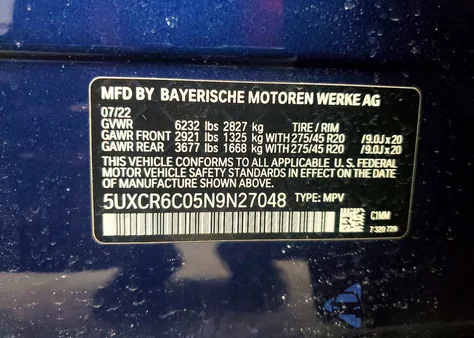 MFD BY BAYERISCHE MOTOREN WERKE AG
07/22
GVWR 6232 lbs 2827 kg TIRE / RIM
GAWR FRONT 2921 lbs 1325 kg WITH 275/45 R20 /9.0J x 20
GAWR REAR 3677 lbs 1668 kg WITH 275/45 R20 /9.0J x 20
THIS VEHICLE CONFORMS TO ALL APPLICABLE U. S. FEDERAL
MOTOR VEHICLE SAFETY STANDARDS IN EFFECT ON THE DATE
OF MANUFACTURE SHOWN ABOVE.
5UXCR6C05N9N27048 TYPE: MPV
C1MM
7 320 729